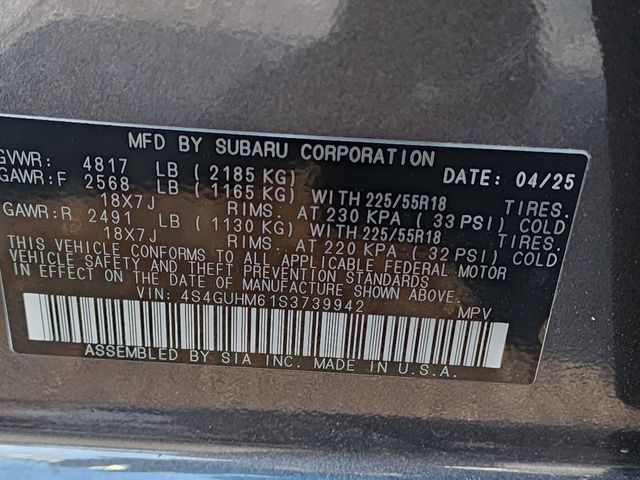 MFD BY SUBARU CORPORATION DATE: 04/25
GVWR: 4817 LB (2185 KG)
GAWR:F 2568 LB (1165 KG) WITH 225/55R18 TIRES.
18X7J RIMS. AT 230 KPA (33 PSI) COLD
GAWR:R 2491 LB (1130 KG) WITH 225/55R18 TIRES.
18X7J RIMS. AT 220 KPA (32 PSI) COLD
THIS VEHICLE CONFORMS TO ALL APPLICABLE FEDERAL MOTOR
VEHICLE SAFETY AND THEFT PREVENTION STANDARDS
IN EFFECT ON THE DATE OF MANUFACTURE SHOWN ABOVE.
VIN: 4S4GUHM61S3739942 MPV
ASSEMBLED BY SIA INC. MADE IN U.S.A.